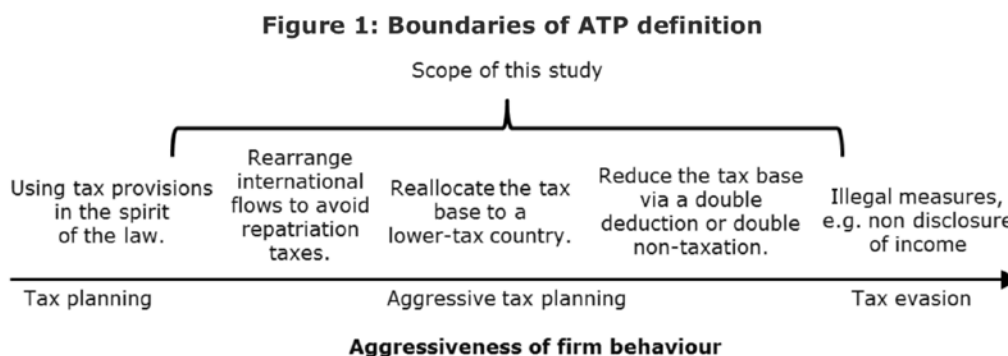 Figure 1: Boundaries of ATP definition
Scope of this study
Using tax provisions
in the spirit
of the law.
Rearrange
international
flows to avoid
repatriation
taxes.
Reallocate the tax
base to a
lower-tax country.
Reduce the tax base
via a double
deduction or double
non-taxation.
Illegal measures,
e.g. non disclosure
of income
Tax planning
Aggressive tax planning
Tax evasion
Aggressiveness of firm behaviour